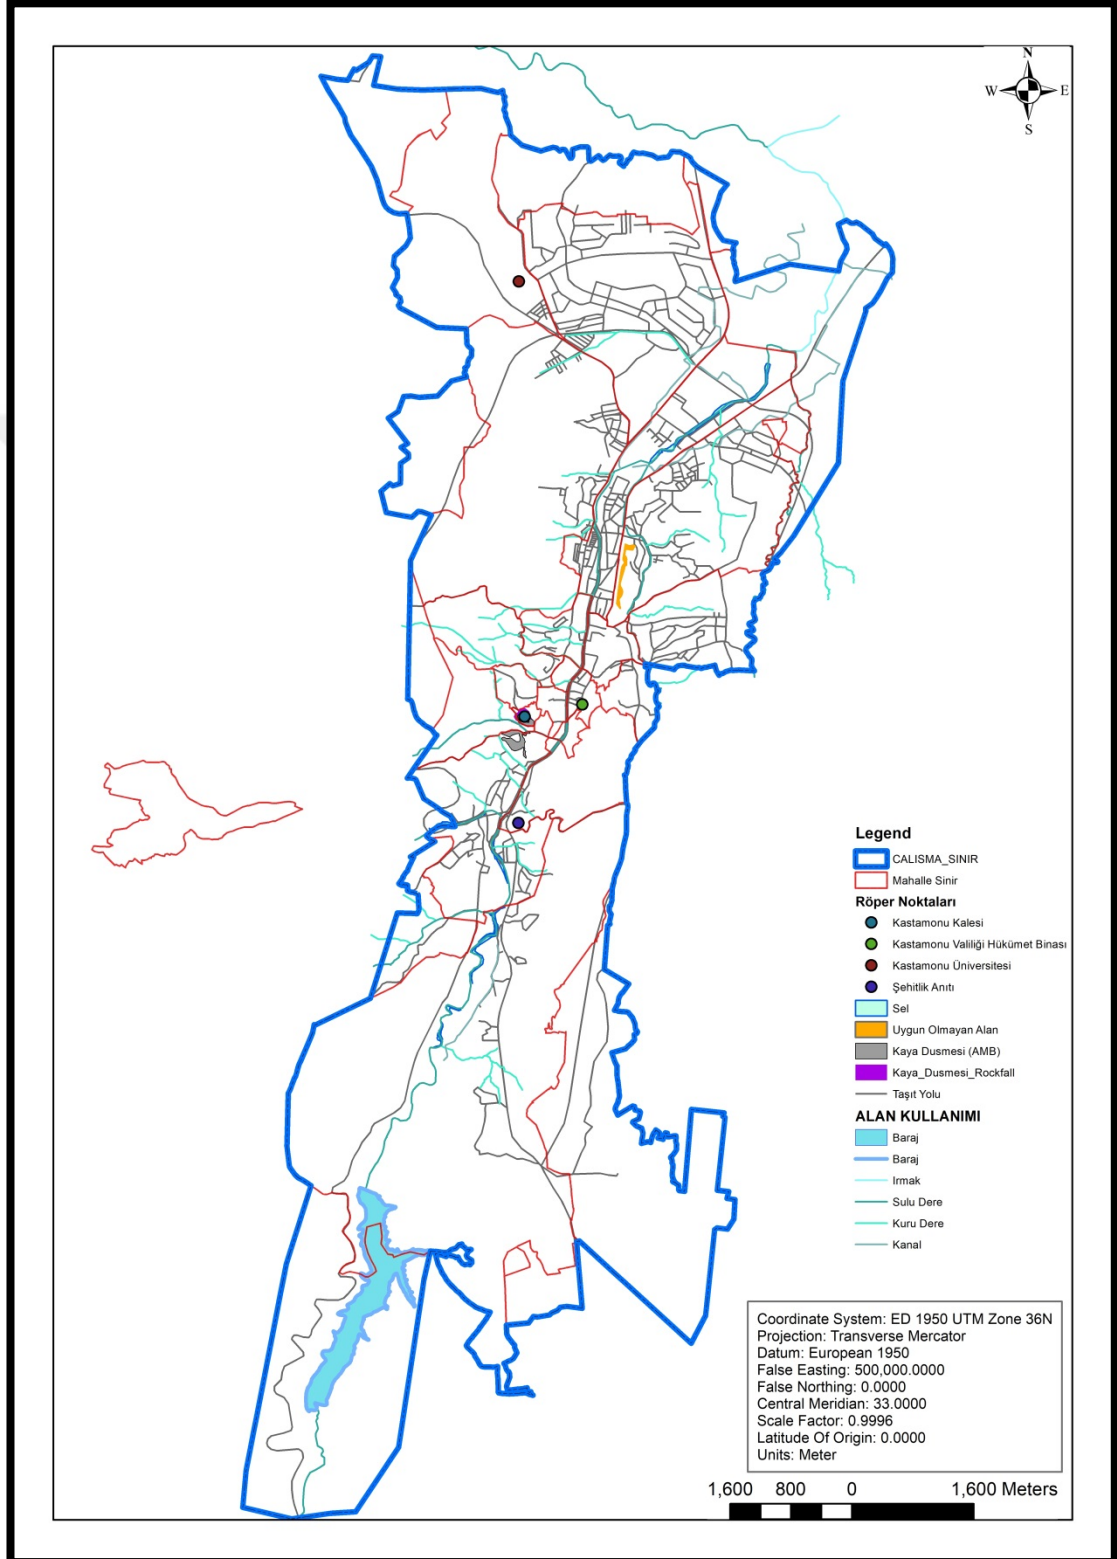 N
W E
S
Legend
CALISMA_SINIR
Mahalle Sinir
Röper Noktaları
Kastamonu Kalesi
Kastamonu Valiliği Hükümet Binası
Kastamonu Üniversitesi
Şehitlik Anıtı
Sel
Uygun Olmayan Alan
Kaya Dusmesi (AMB)
Kaya_Dusmesi_Rockfall
Taşıt Yolu
ALAN KULLANIMI
Baraj
Baraj
Irmak
Sulu Dere
Kuru Dere
Kanal
Coordinate System: ED 1950 UTM Zone 36N
Projection: Transverse Mercator
Datum: European 1950
False Easting: 500,000.0000
False Northing: 0.0000
Central Meridian: 33.0000
Scale Factor: 0.9996
Latitude Of Origin: 0.0000
Units: Meter
1,600 800 0 1,600 Meters